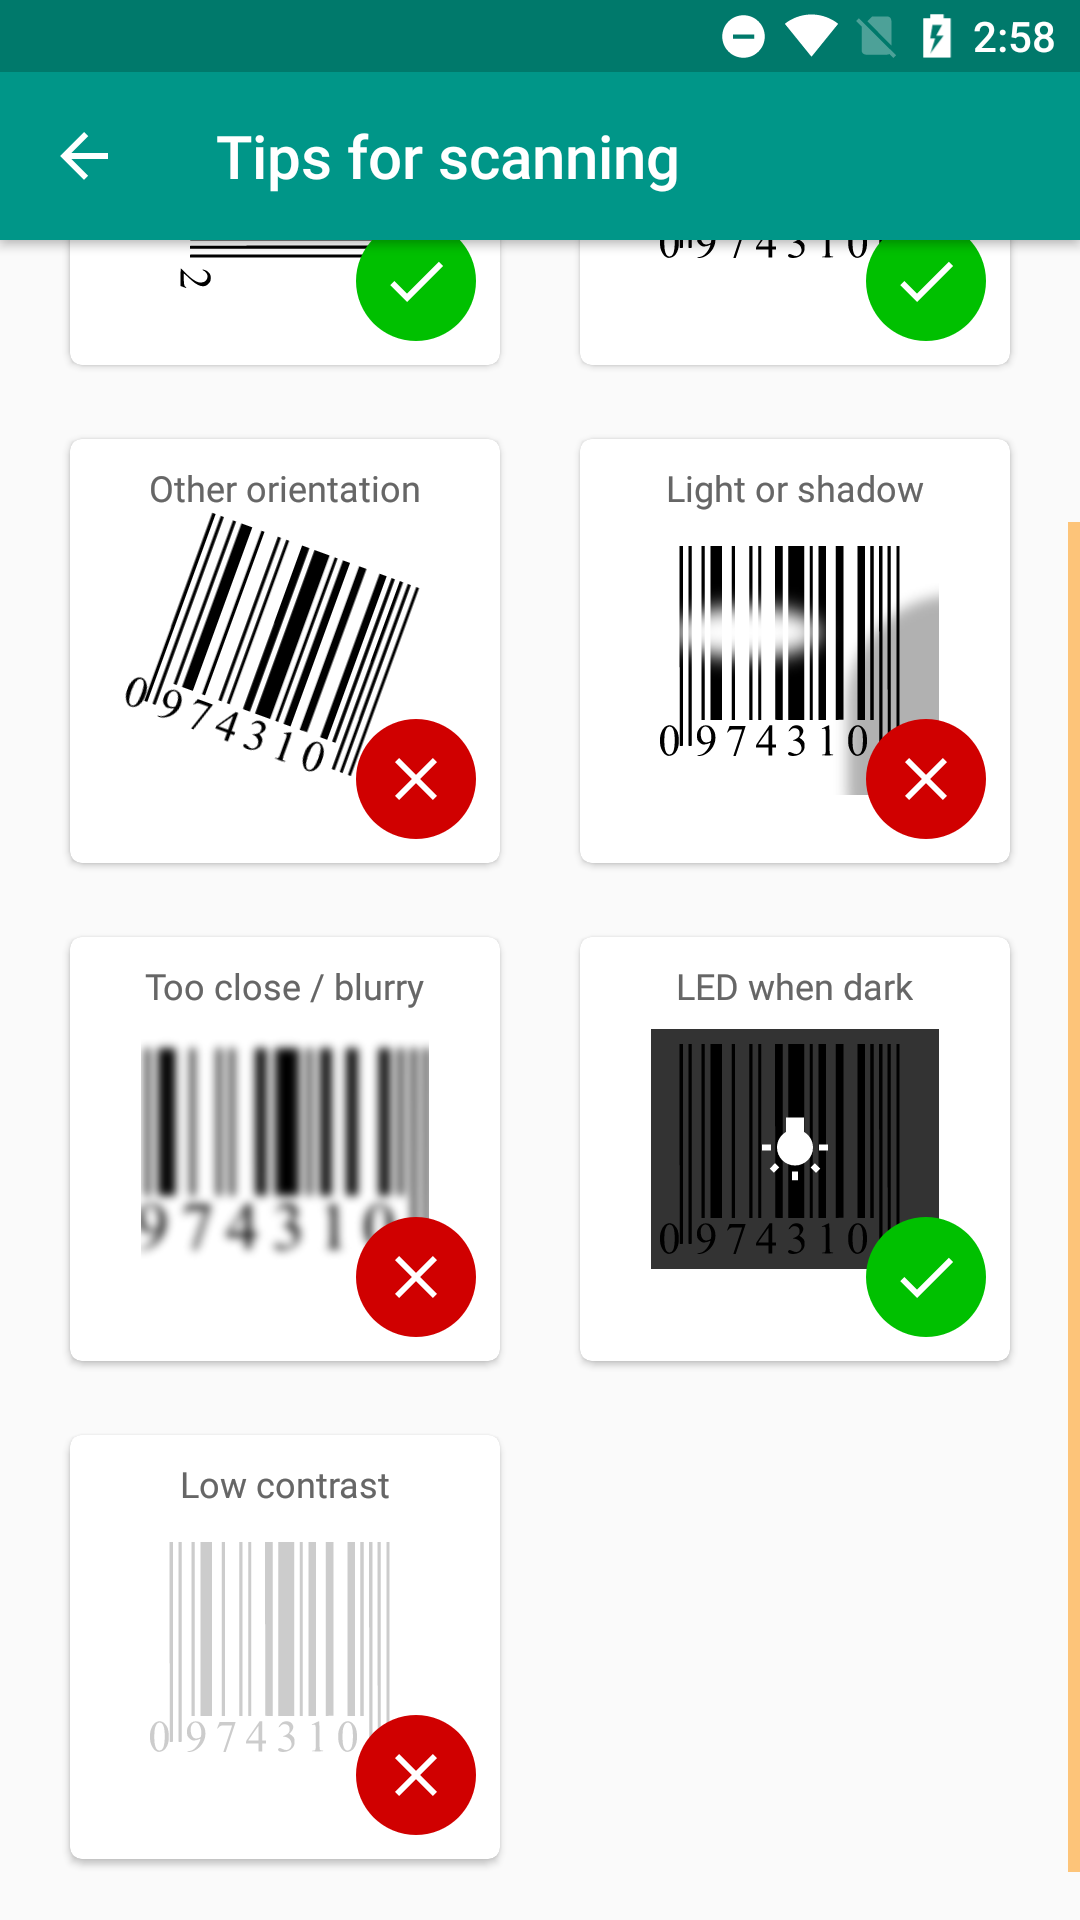 2:58
Tips for scanning
2
0 9 7 4 3 1 0
Other orientation
Light or shadow
0 9 7 4 3 1 0
0 9 7 4 3 1 0
Too close / blurry
LED when dark
9 7 4 3 1 0
0 9 7 4 3 1 0
Low contrast
0 9 7 4 3 1 0